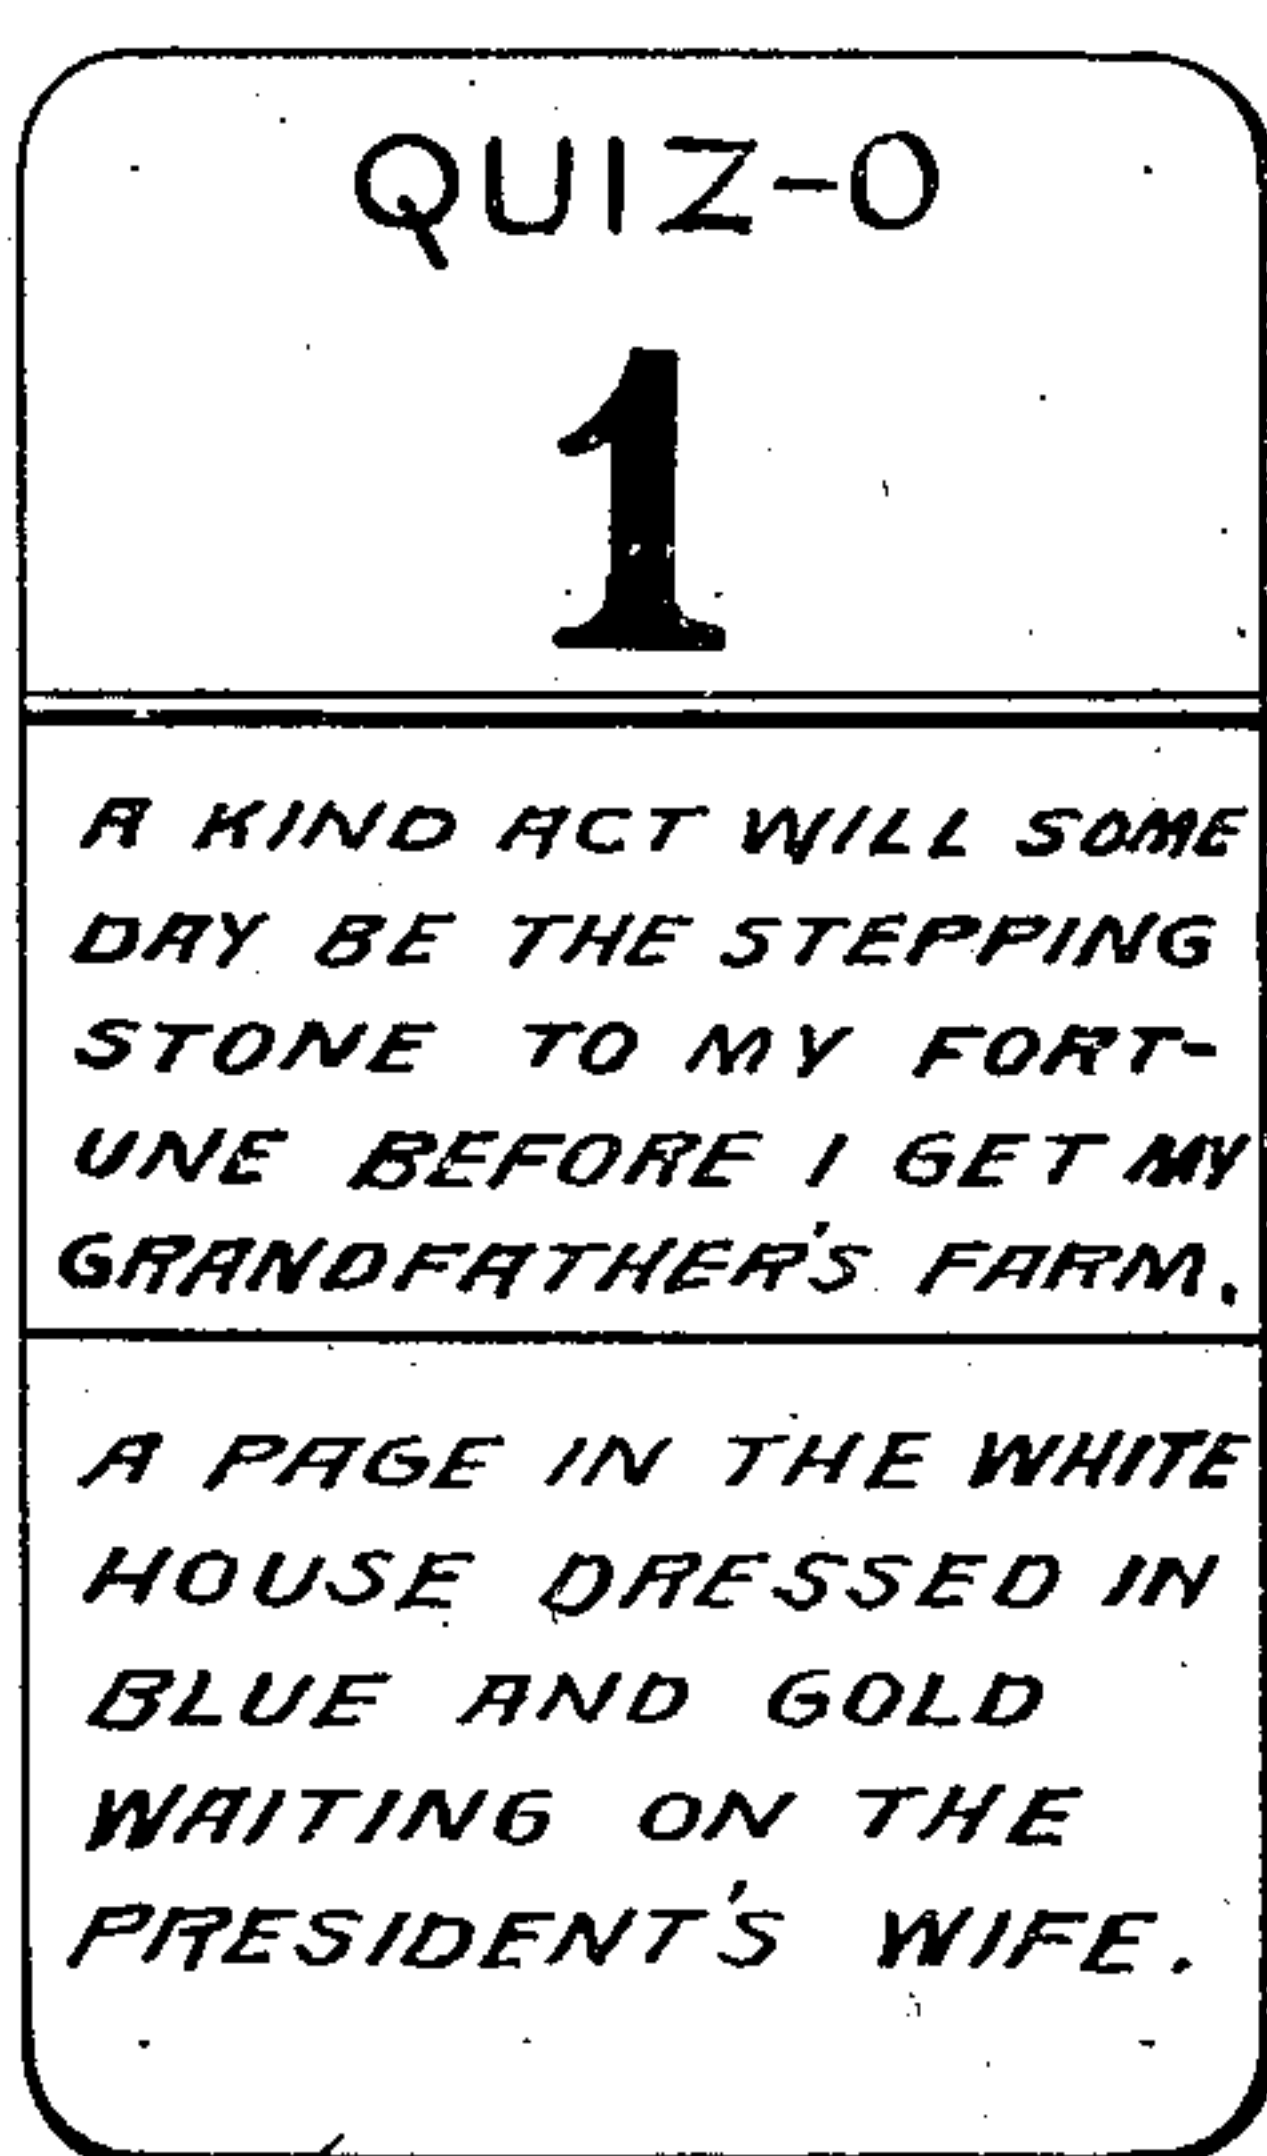 QUIZ-O
1
A KIND ACT WILL SOME
DAY BE THE STEPPING
STONE TO MY FORT-
UNE BEFORE I GET MY
GRANDFATHER'S FARM.
A PAGE IN THE WHITE
HOUSE DRESSED IN
BLUE AND GOLD
WAITING ON THE
PRESIDENT'S WIFE.